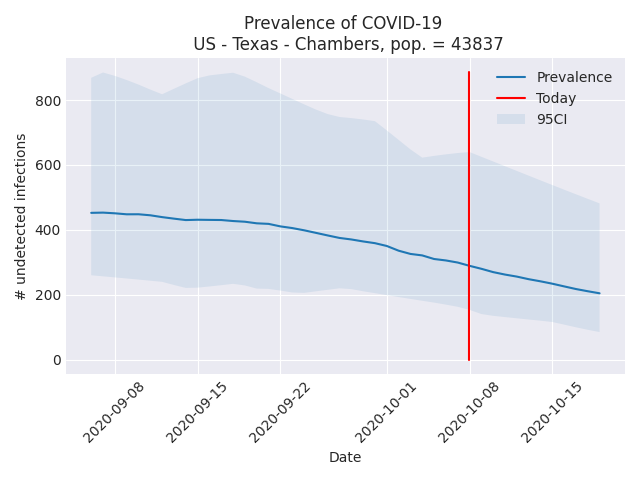 Prevalence of COVID-19
US - Texas - Chambers, pop. = 43837
Prevalence
Today
95CI
# undetected infections
800
600
400
200
0
2020-09-08
2020-09-15
2020-09-22
2020-10-01
2020-10-08
2020-10-15
Date